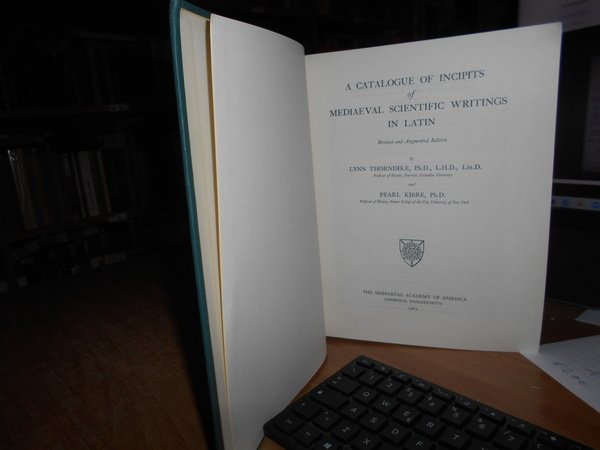 A CATALOGUE OF INCIPITS
of
MEDIAEVAL SCIENTIFIC WRITINGS
IN LATIN
Revised and Augmented Edition
by
LYNN THORNDIKE, Ph.D., L.H.D., Litt.D.
Professor of History, Emeritus, Columbia University
and
PEARL KIBRE, Ph.D.
Professor of History, Hunter College of the City University of New York
THE MEDIAEVAL ACADEMY OF AMERICA
CAMBRIDGE, MASSACHUSETTS
1963
Q W E R T
A S D
Z X